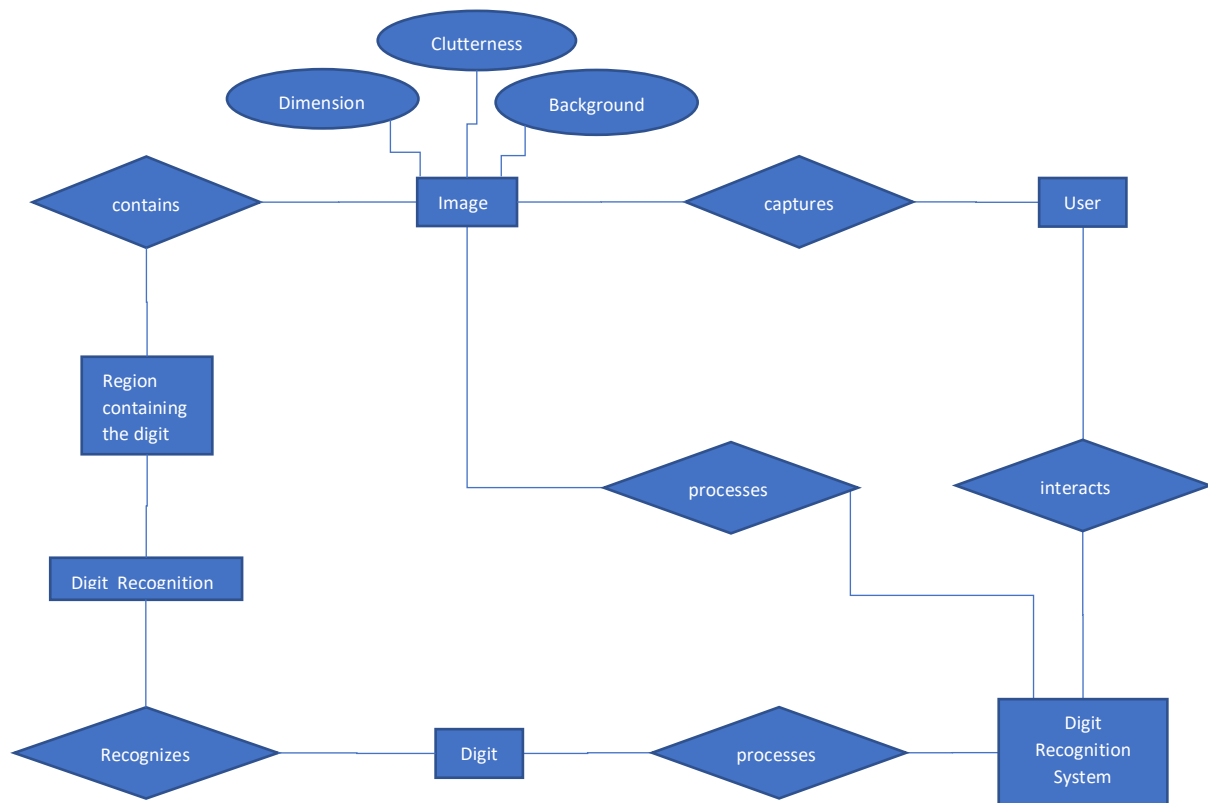 Clutterness
Dimension
Background
contains
Image
captures
User
Region
containing
the digit
processes
interacts
Digit Recognition
Recognizes
Digit
processes
Digit
Recognition
System